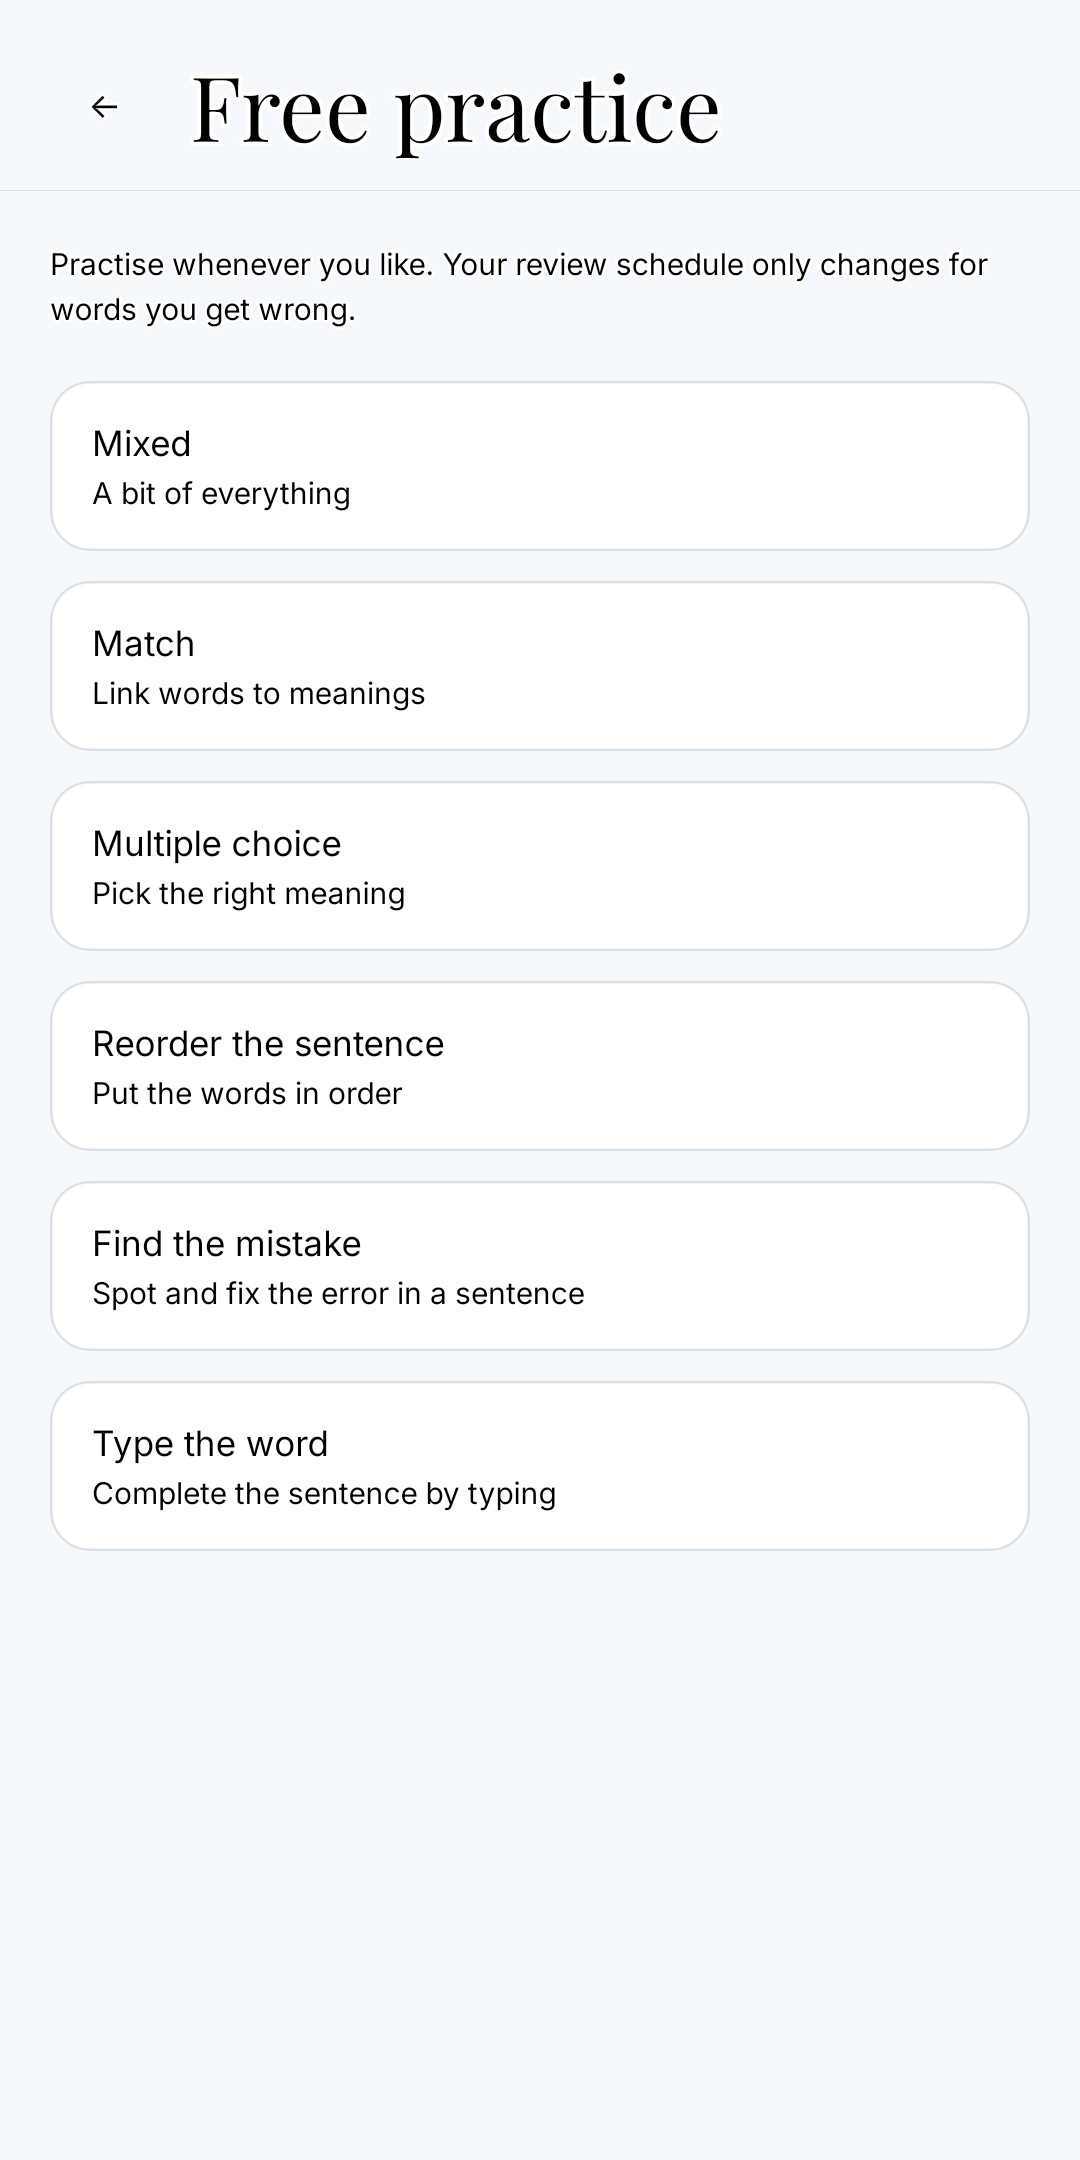 Free practice
Practise whenever you like. Your review schedule only changes for
words you get wrong.
Mixed
A bit of everything
Match
Link words to meanings
Multiple choice
Pick the right meaning
Reorder the sentence
Put the words in order
Find the mistake
Spot and fix the error in a sentence
Type the word
Complete the sentence by typing